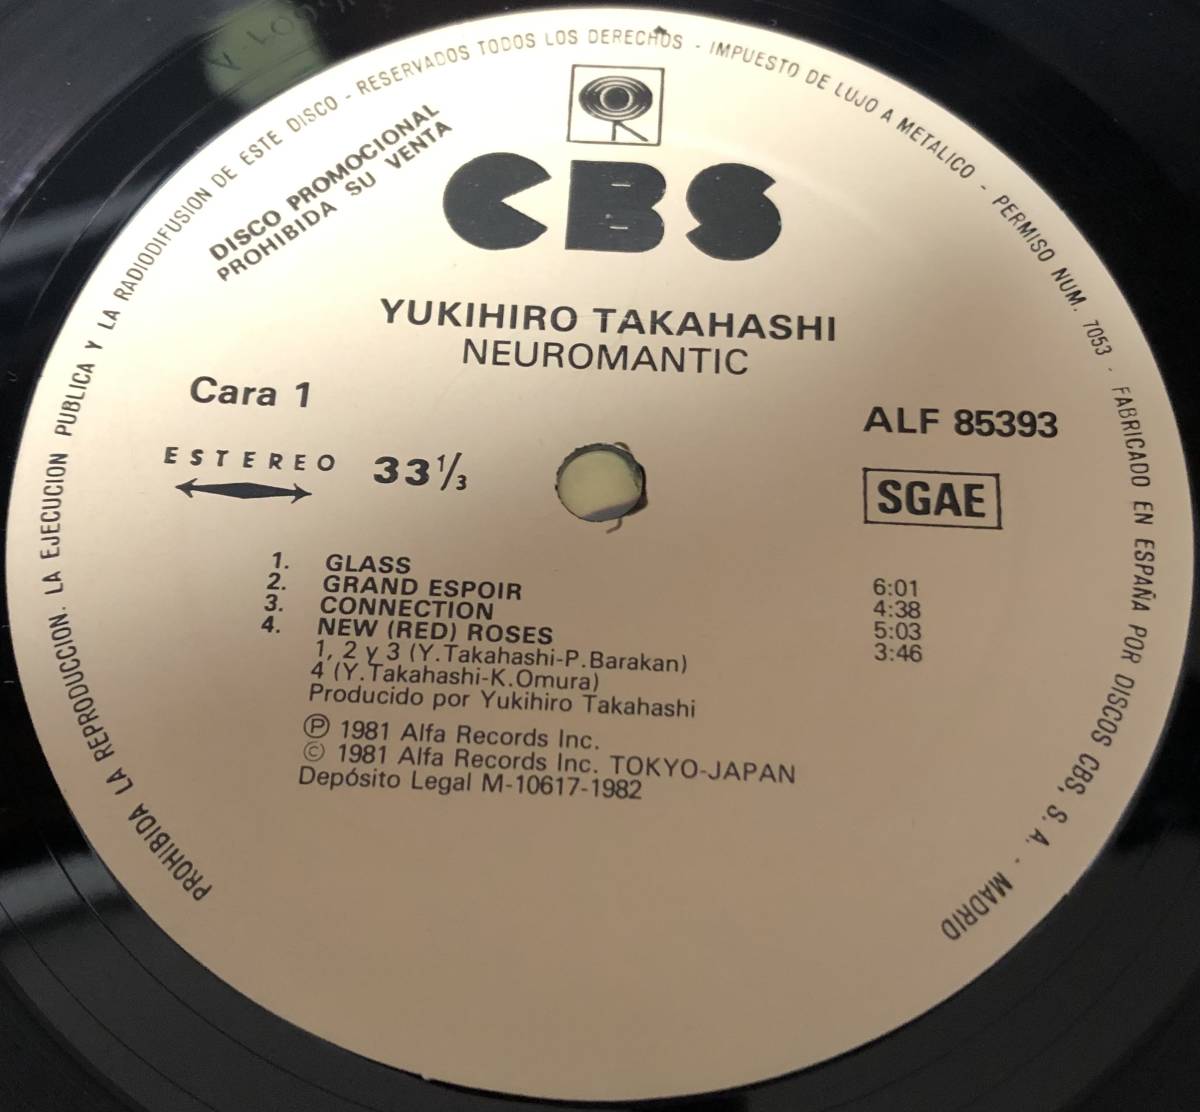 PROHIBIDA LA REPRODUCCION. LA EJECUCION PUBLICA Y LA RADIODIFUSION DE ESTE DISCO - RESERVADOS TODOS LOS DERECHOS - IMPUESTO DE LUJO A METALICO - PERMISO NUM. 7053 - FABRICADO EN ESPAÑA POR DISCOS CBS, S. A. - MADRID
DISCO PROMOCIONAL
PROHIBIDA SU VENTA
CBS
YUKIHIRO TAKAHASHI
NEUROMANTIC
Cara 1
ALF 85393
ESTEREO 33 1/3
SGAE
1. GLASS 6:01
2. GRAND ESPOIR 4:38
3. CONNECTION 5:03
4. NEW (RED) ROSES 3:46
1, 2 y 3 (Y.Takahashi-P.Barakan)
4 (Y.Takahashi-K.Omura)
Producido por Yukihiro Takahashi
Ⓟ 1981 Alfa Records Inc.
© 1981 Alfa Records Inc. TOKYO-JAPAN
Depósito Legal M-10617-1982